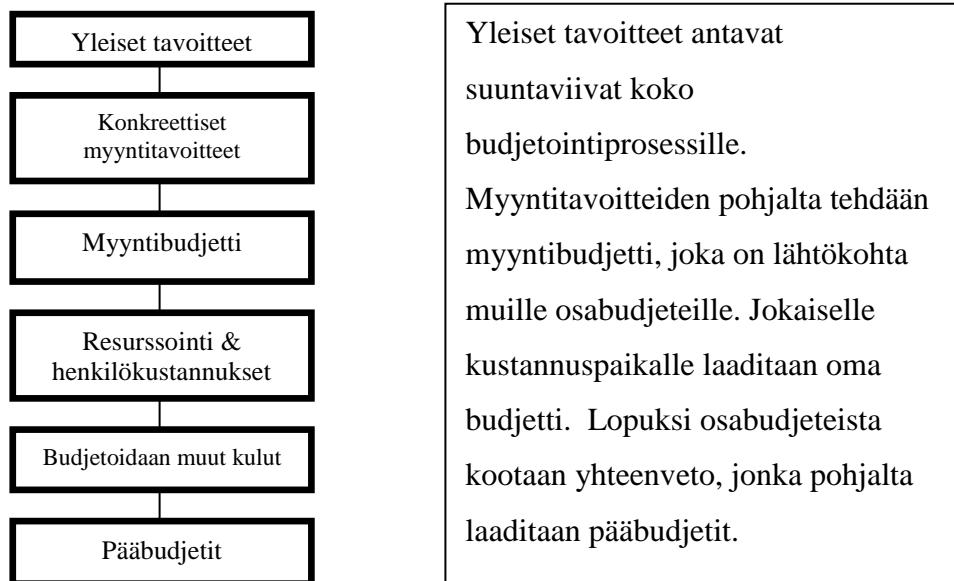 Yleiset tavoitteet
Konkreettiset
myyntitavoitteet
Myyntibudjetti
Resurssointi &
henkilökustannukset
Budjetoidaan muut kulut
Pääbudjetit
Yleiset tavoitteet antavat
suuntaviivat koko
budjetointiprosessille.
Myyntitavoitteiden pohjalta tehdään
myyntibudjetti, joka on lähtökohta
muille osabudjeteille. Jokaiselle
kustannuspaikalle laaditaan oma
budjetti.  Lopuksi osabudjeteista
kootaan yhteenveto, jonka pohjalta
laaditaan pääbudjetit.